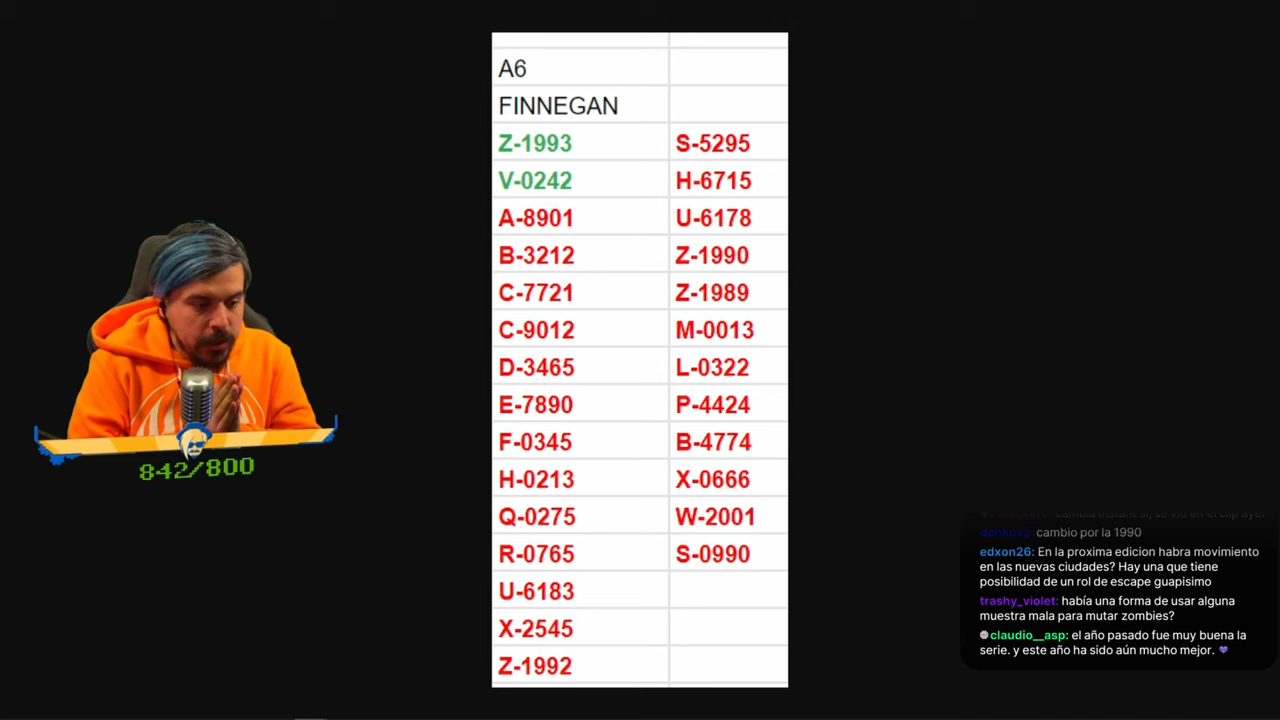 A6
FINNEGAN
Z-1993
V-0242
A-8901
B-3212
C-7721
C-9012
D-3465
E-7890
F-0345
H-0213
Q-0275
R-0765
U-6183
X-2545
Z-1992
S-5295
H-6715
U-6178
Z-1990
Z-1989
M-0013
L-0322
P-4424
B-4774
X-0666
W-2001
S-0990
842/800
cambio por la 1990
edxon26: En la proxima edicion habra movimiento
en las nuevas ciudades? Hay una que tiene
posibilidad de un rol de escape guapisimo
trashy_violet: había una forma de usar alguna
muestra mala para mutar zombies?
claudio__asp: el año pasado fue muy buena la
serie. y este año ha sido aún mucho mejor.